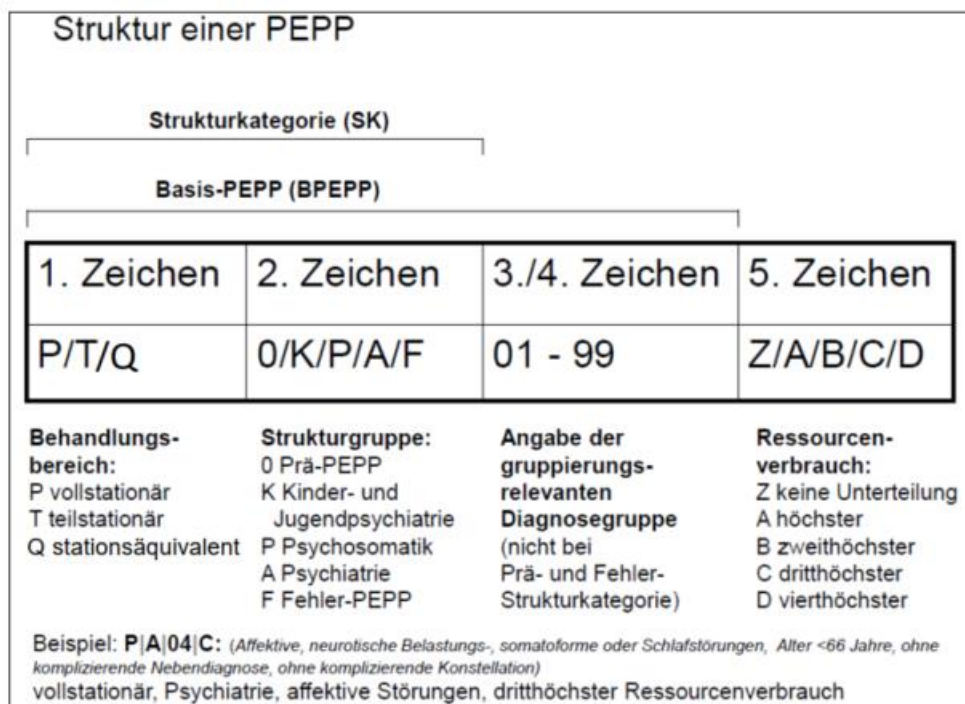 Struktur einer PEPP
Strukturkategorie (SK)
Basis-PEPP (BPEPP)
1. Zeichen 2. Zeichen 3./4. Zeichen 5. Zeichen
P/T/Q 0/K/P/A/F 01 - 99 Z/A/B/C/D
Behandlungs-
bereich:
P vollstationär
T teilstationär
Q stationsäquivalent
Strukturgruppe:
0 Prä-PEPP
K Kinder- und
Jugendpsychiatrie
P Psychosomatik
A Psychiatrie
F Fehler-PEPP
Angabe der
gruppierungs-
relevanten
Diagnosegruppe
(nicht bei
Prä- und Fehler-
Strukturkategorie)
Ressourcen-
verbrauch:
Z keine Unterteilung
A höchster
B zweithöchster
C dritthöchster
D vierthöchster
Beispiel: P|A|04|C: (Affektive, neurotische Belastungs-, somatoforme oder Schlafstörungen, Alter <66 Jahre, ohne
komplizierende Nebendiagnose, ohne komplizierende Konstellation)
vollstationär, Psychiatrie, affektive Störungen, dritthöchster Ressourcenverbrauch